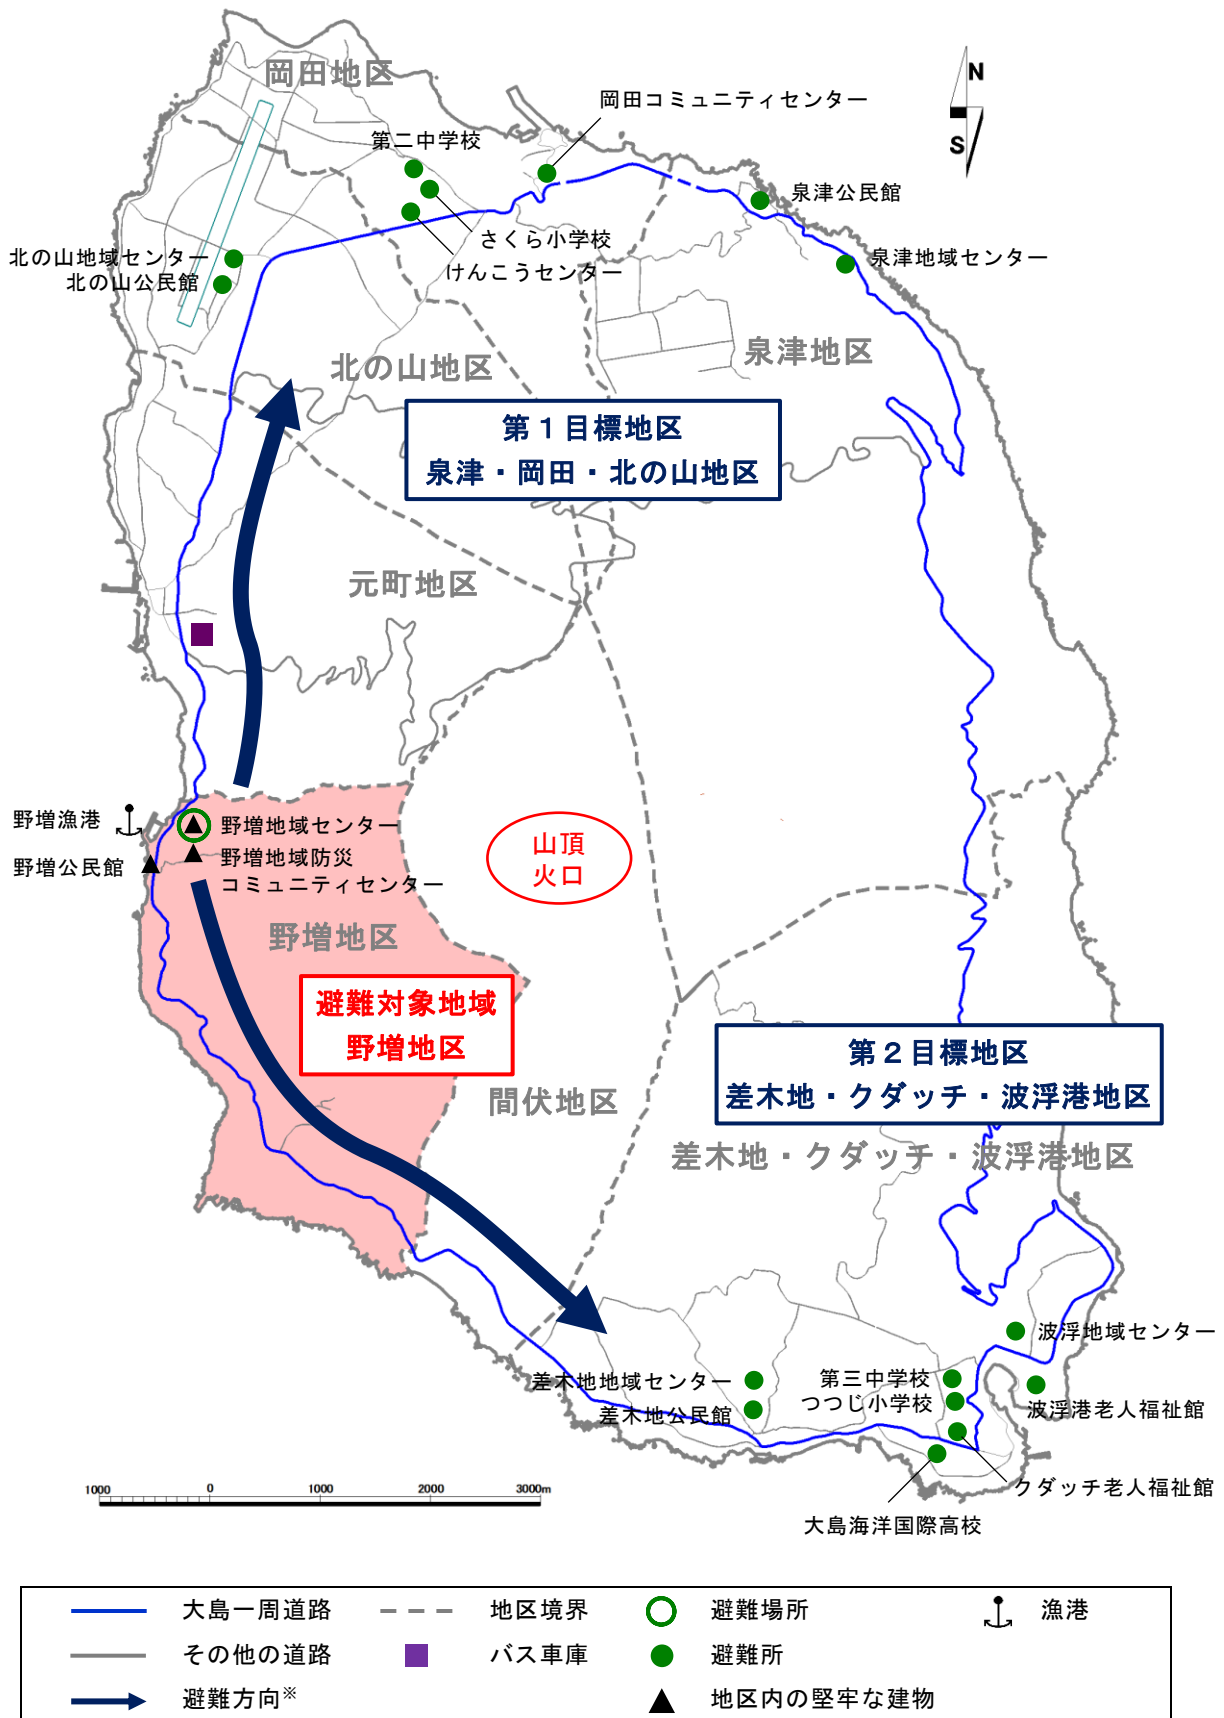 岡田地区
N
S
岡田コミュニティセンター
第二中学校
泉津公民館
さくら小学校
北の山地域センター
泉津地域センター
けんこうセンター
北の山公民館
泉津地区
北の山地区
第１目標地区
泉津・岡田・北の山地区
元町地区
野増漁港
野増地域センター
山頂
火口
野増公民館
野増地域防災
コミュニティセンター
野増地区
避難対象地域
野増地区
第２目標地区
差木地・クダッチ・波浮港地区
間伏地区
差木地・クダッチ・波浮港地区
波浮地域センター
差木地地域センター
第三中学校
つつじ小学校
差木地公民館
波浮港老人福祉館
クダッチ老人福祉館
大島海洋国際高校
1000 0 1000 2000 3000m
大島一周道路 地区境界 避難場所 漁港
その他の道路 バス車庫 避難所
避難方向※ 地区内の堅牢な建物